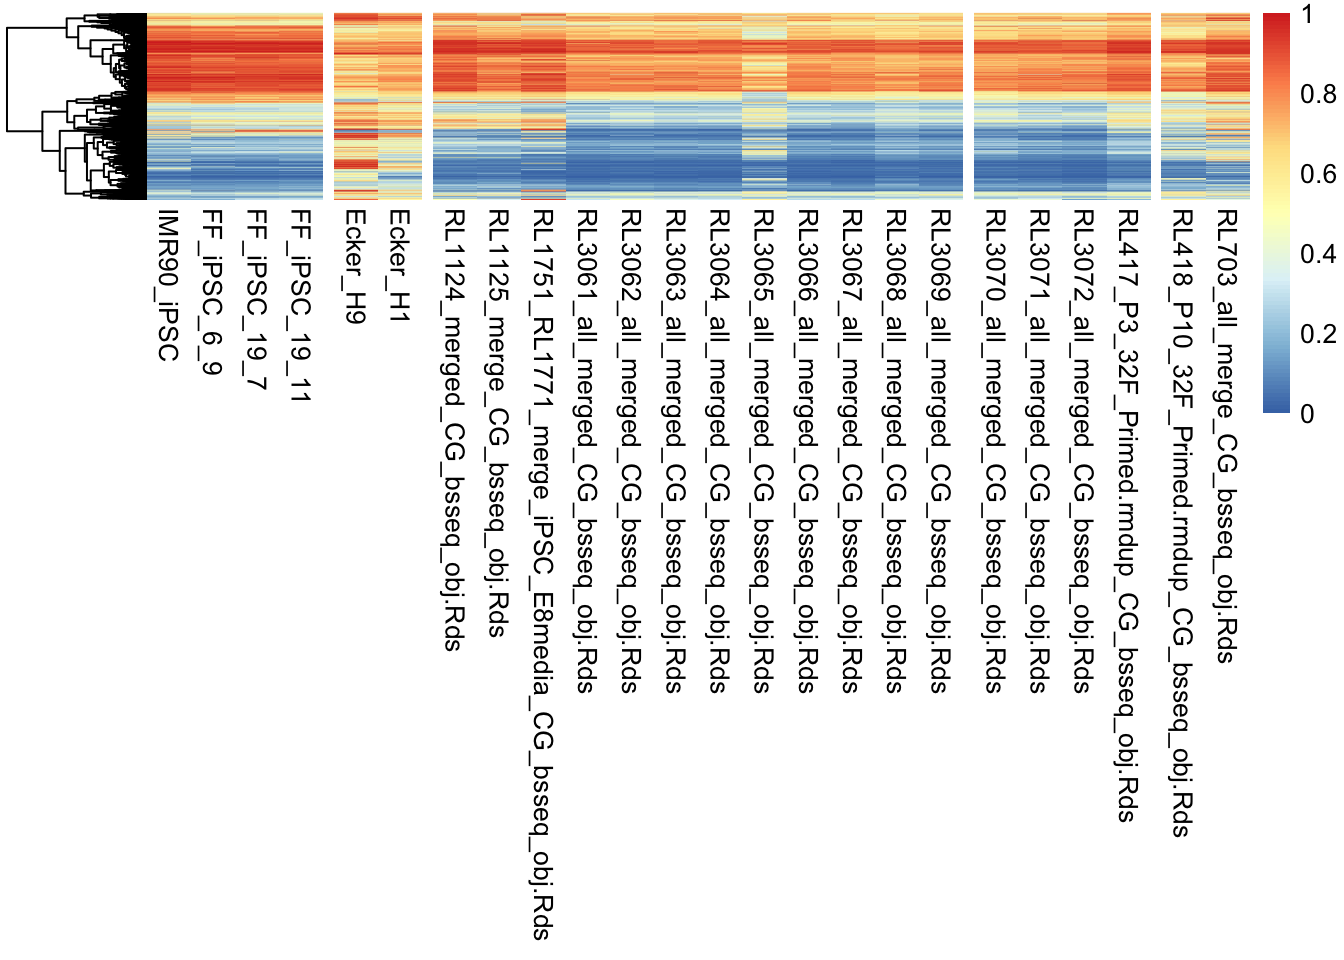 IMR90_iPSC
FF_iPSC_6_9
FF_iPSC_19_7
FF_iPSC_19_11
Ecker_H9
Ecker_H1
RL1124_merged_CG_bsseq_obj.Rds
RL1125_merge_CG_bsseq_obj.Rds
RL1751_RL1771_merge_iPSC_E8media_CG_bsseq_obj.Rds
RL3061_all_merged_CG_bsseq_obj.Rds
RL3062_all_merged_CG_bsseq_obj.Rds
RL3063_all_merged_CG_bsseq_obj.Rds
RL3064_all_merged_CG_bsseq_obj.Rds
RL3065_all_merged_CG_bsseq_obj.Rds
RL3066_all_merged_CG_bsseq_obj.Rds
RL3067_all_merged_CG_bsseq_obj.Rds
RL3068_all_merged_CG_bsseq_obj.Rds
RL3069_all_merged_CG_bsseq_obj.Rds
RL3070_all_merged_CG_bsseq_obj.Rds
RL3071_all_merged_CG_bsseq_obj.Rds
RL3072_all_merged_CG_bsseq_obj.Rds
RL417_P3_32F_Primed.rmdup_CG_bsseq_obj.Rds
RL418_P10_32F_Primed.rmdup_CG_bsseq_obj.Rds
RL703_all_merge_CG_bsseq_obj.Rds
1
0.8
0.6
0.4
0.2
0